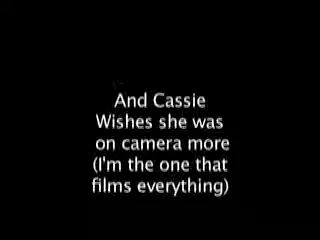 And Cassie
Wishes she was
on camera more
(I'm the one that
films everything)